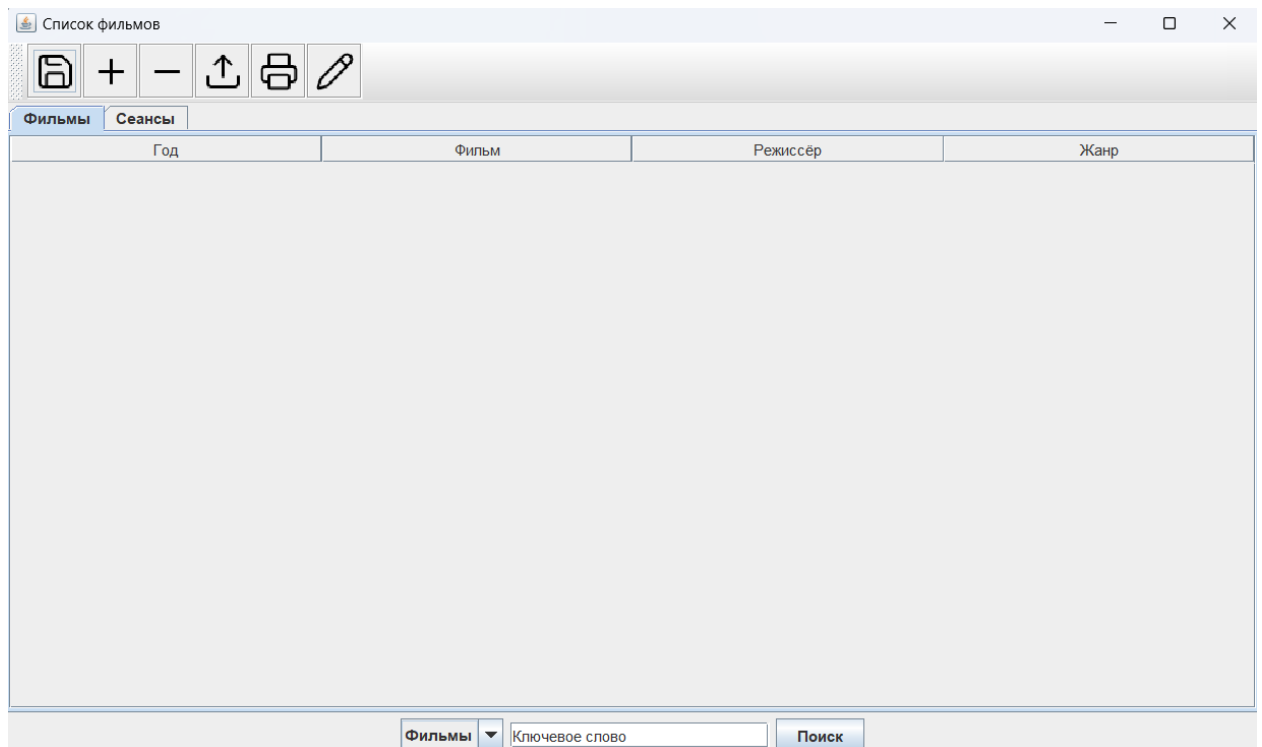 Список фильмов
Фильмы Сеансы
Год Фильм Режиссёр Жанр
Фильмы Ключевое слово Поиск